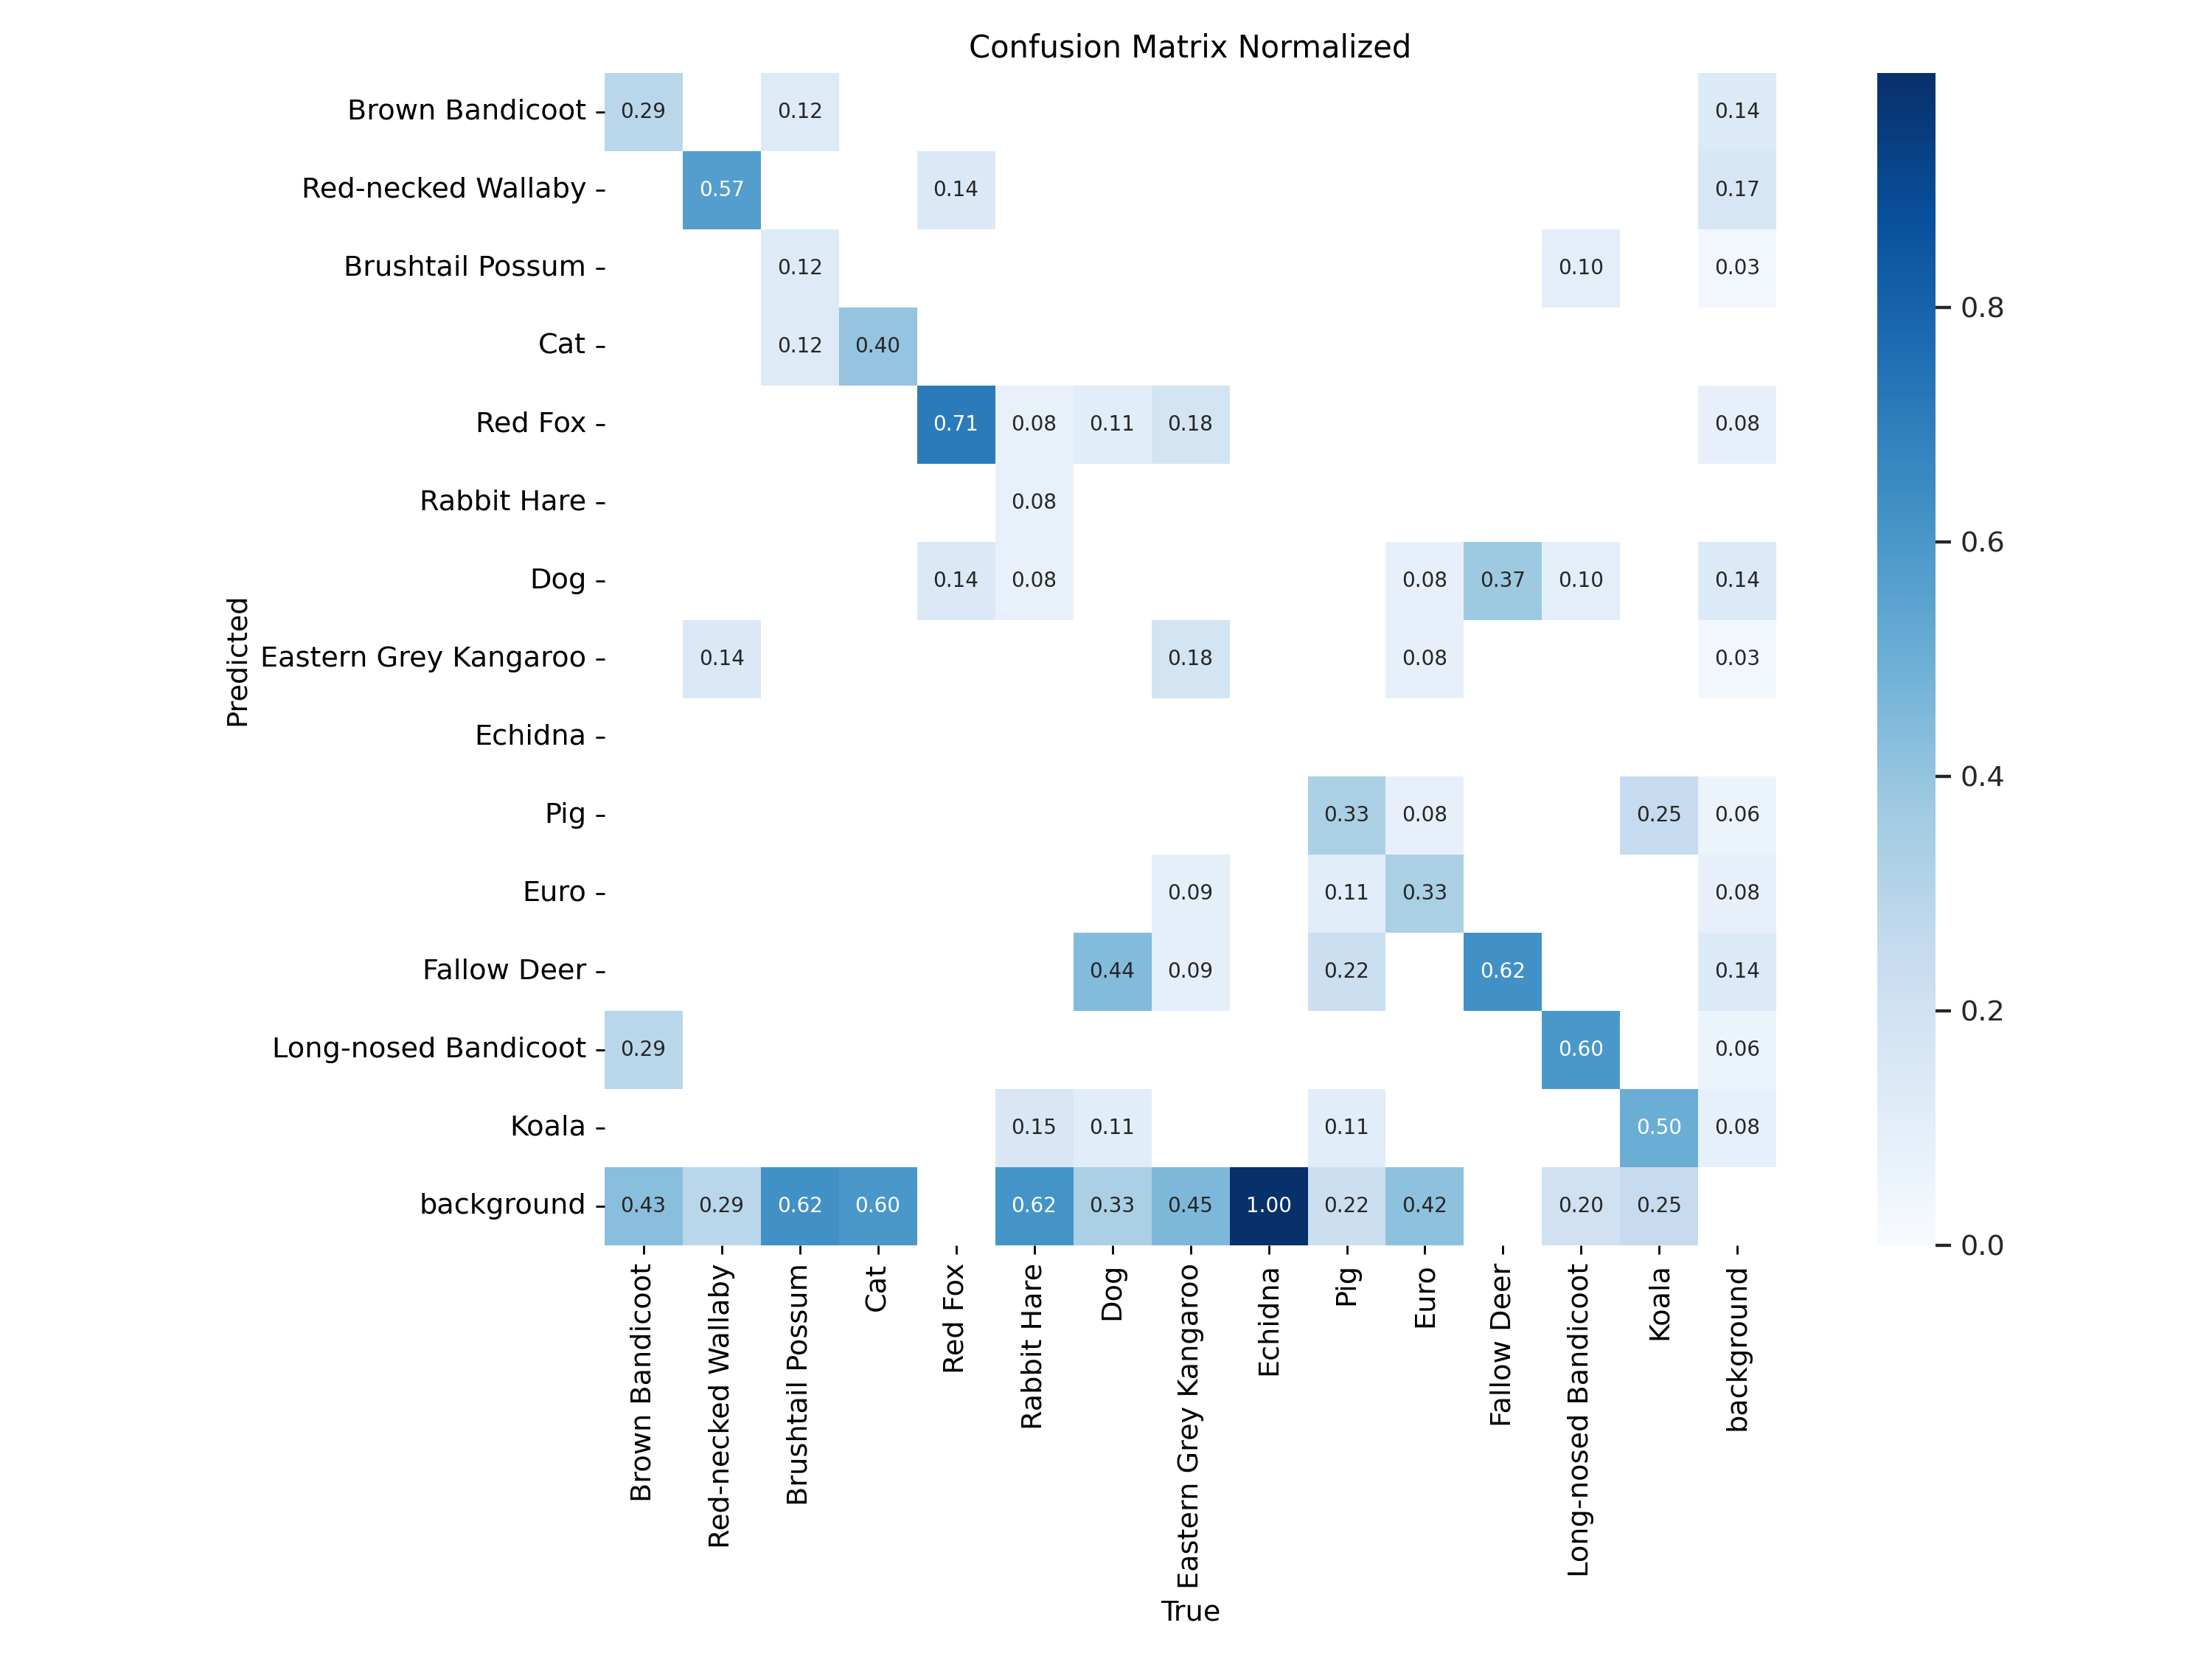 Confusion Matrix Normalized
Brown Bandicoot 0.29 0.12 0.14
Red-necked Wallaby 0.57 0.14 0.17
Brushtail Possum 0.12 0.10 0.03
Cat 0.12 0.40
Red Fox 0.71 0.08 0.11 0.18 0.08
Rabbit Hare 0.08
Dog 0.14 0.08 0.08 0.37 0.10 0.14
Eastern Grey Kangaroo 0.14 0.18 0.08 0.03
Echidna
Pig 0.33 0.08 0.25 0.06
Euro 0.09 0.11 0.33 0.08
Fallow Deer 0.44 0.09 0.22 0.62 0.14
Long-nosed Bandicoot 0.29 0.60 0.06
Koala 0.15 0.11 0.11 0.50 0.08
background 0.43 0.29 0.62 0.60 0.62 0.33 0.45 1.00 0.22 0.42 0.20 0.25
Predicted
Brown Bandicoot
Red-necked Wallaby
Brushtail Possum
Cat
Red Fox
Rabbit Hare
Dog
Eastern Grey Kangaroo
Echidna
Pig
Euro
Fallow Deer
Long-nosed Bandicoot
Koala
background
True
0.8
0.6
0.4
0.2
0.0